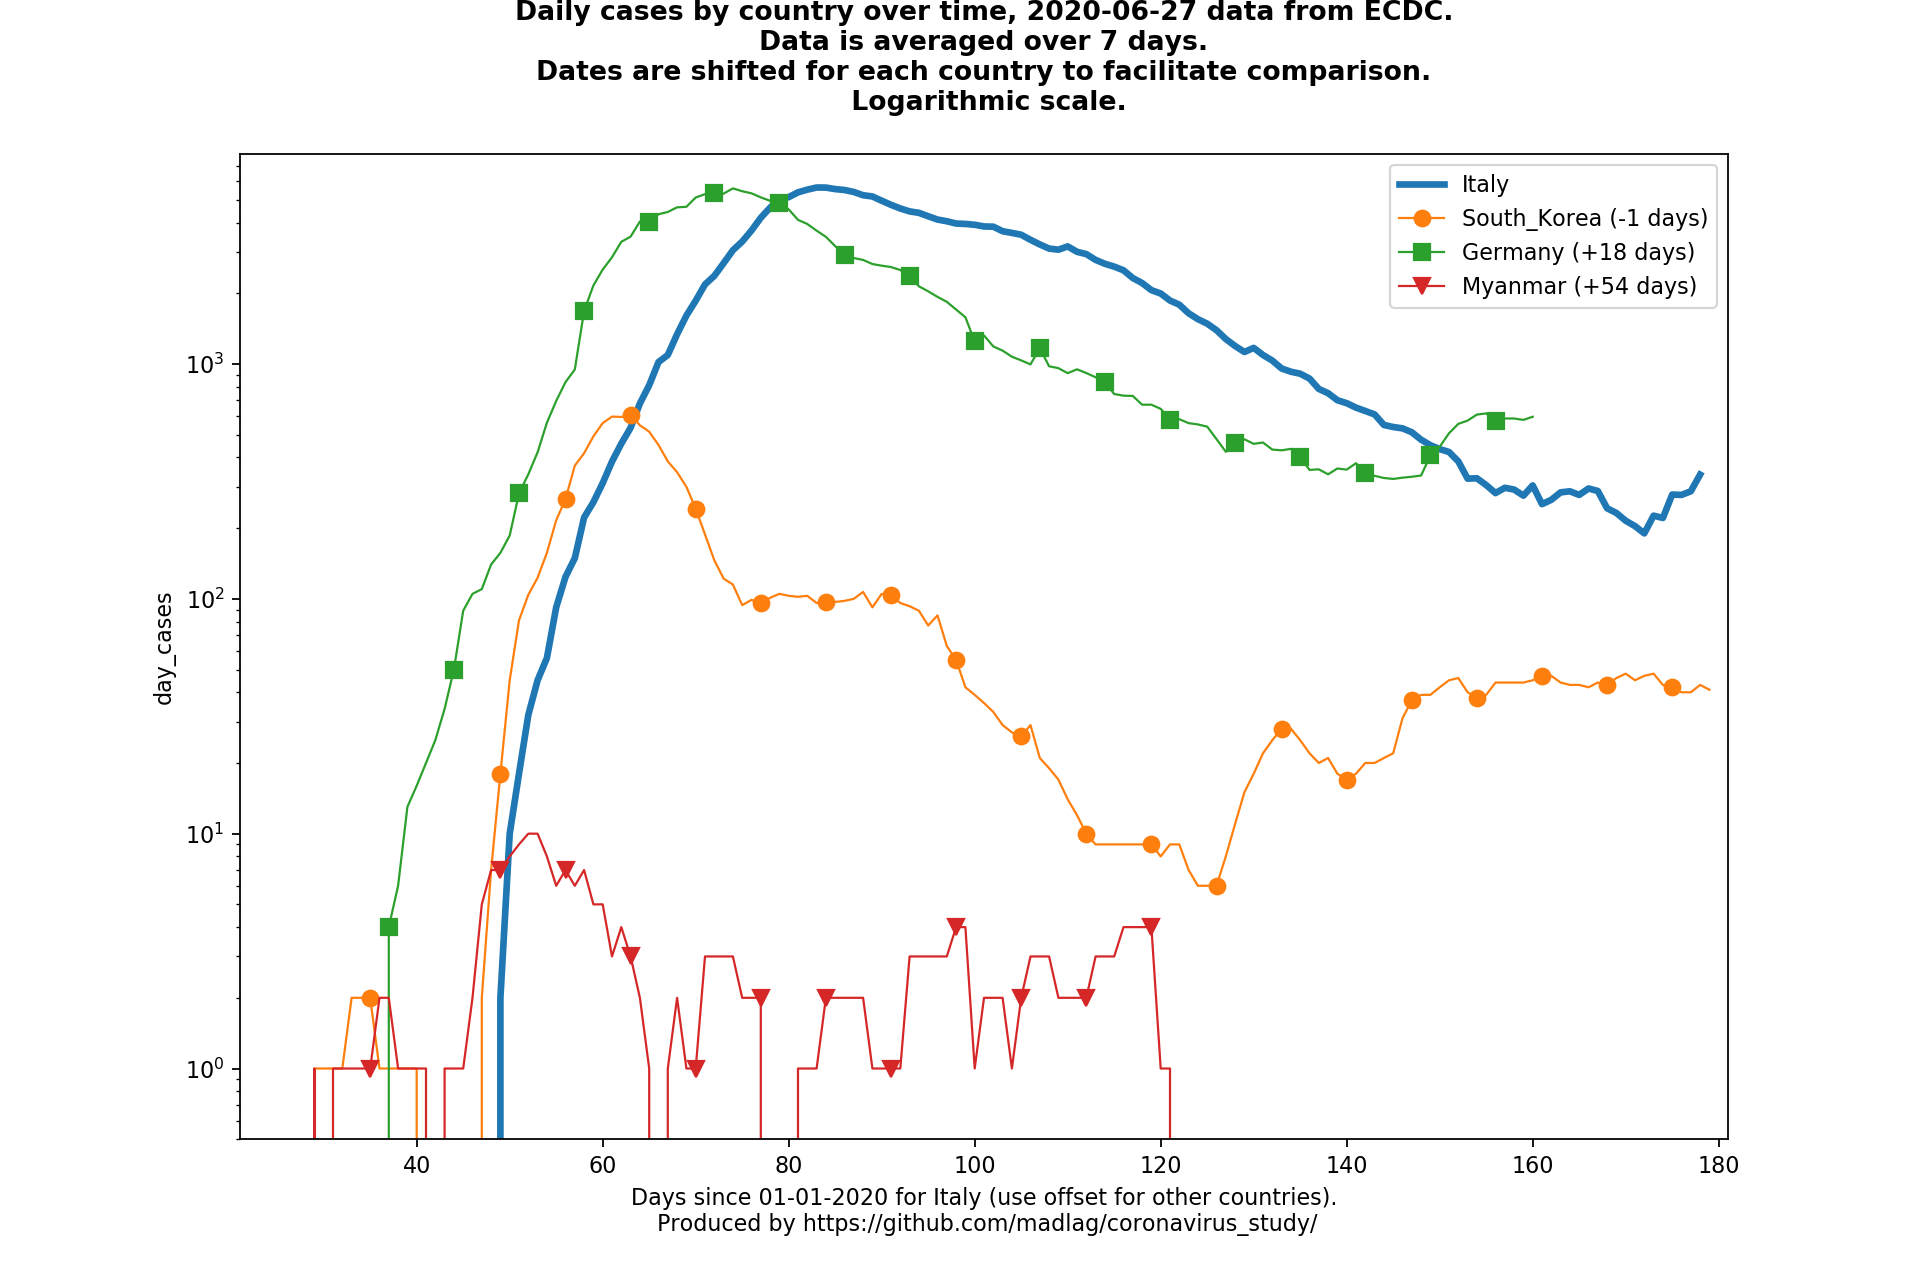 Daily cases by country over time, 2020-06-27 data from ECDC.
Data is averaged over 7 days.
Dates are shifted for each country to facilitate comparison.
Logarithmic scale.
Italy
South_Korea (-1 days)
Germany (+18 days)
Myanmar (+54 days)
10³
10²
10¹
10⁰
day_cases
40 60 80 100 120 140 160 180
Days since 01-01-2020 for Italy (use offset for other countries).
Produced by https://github.com/madlag/coronavirus_study/